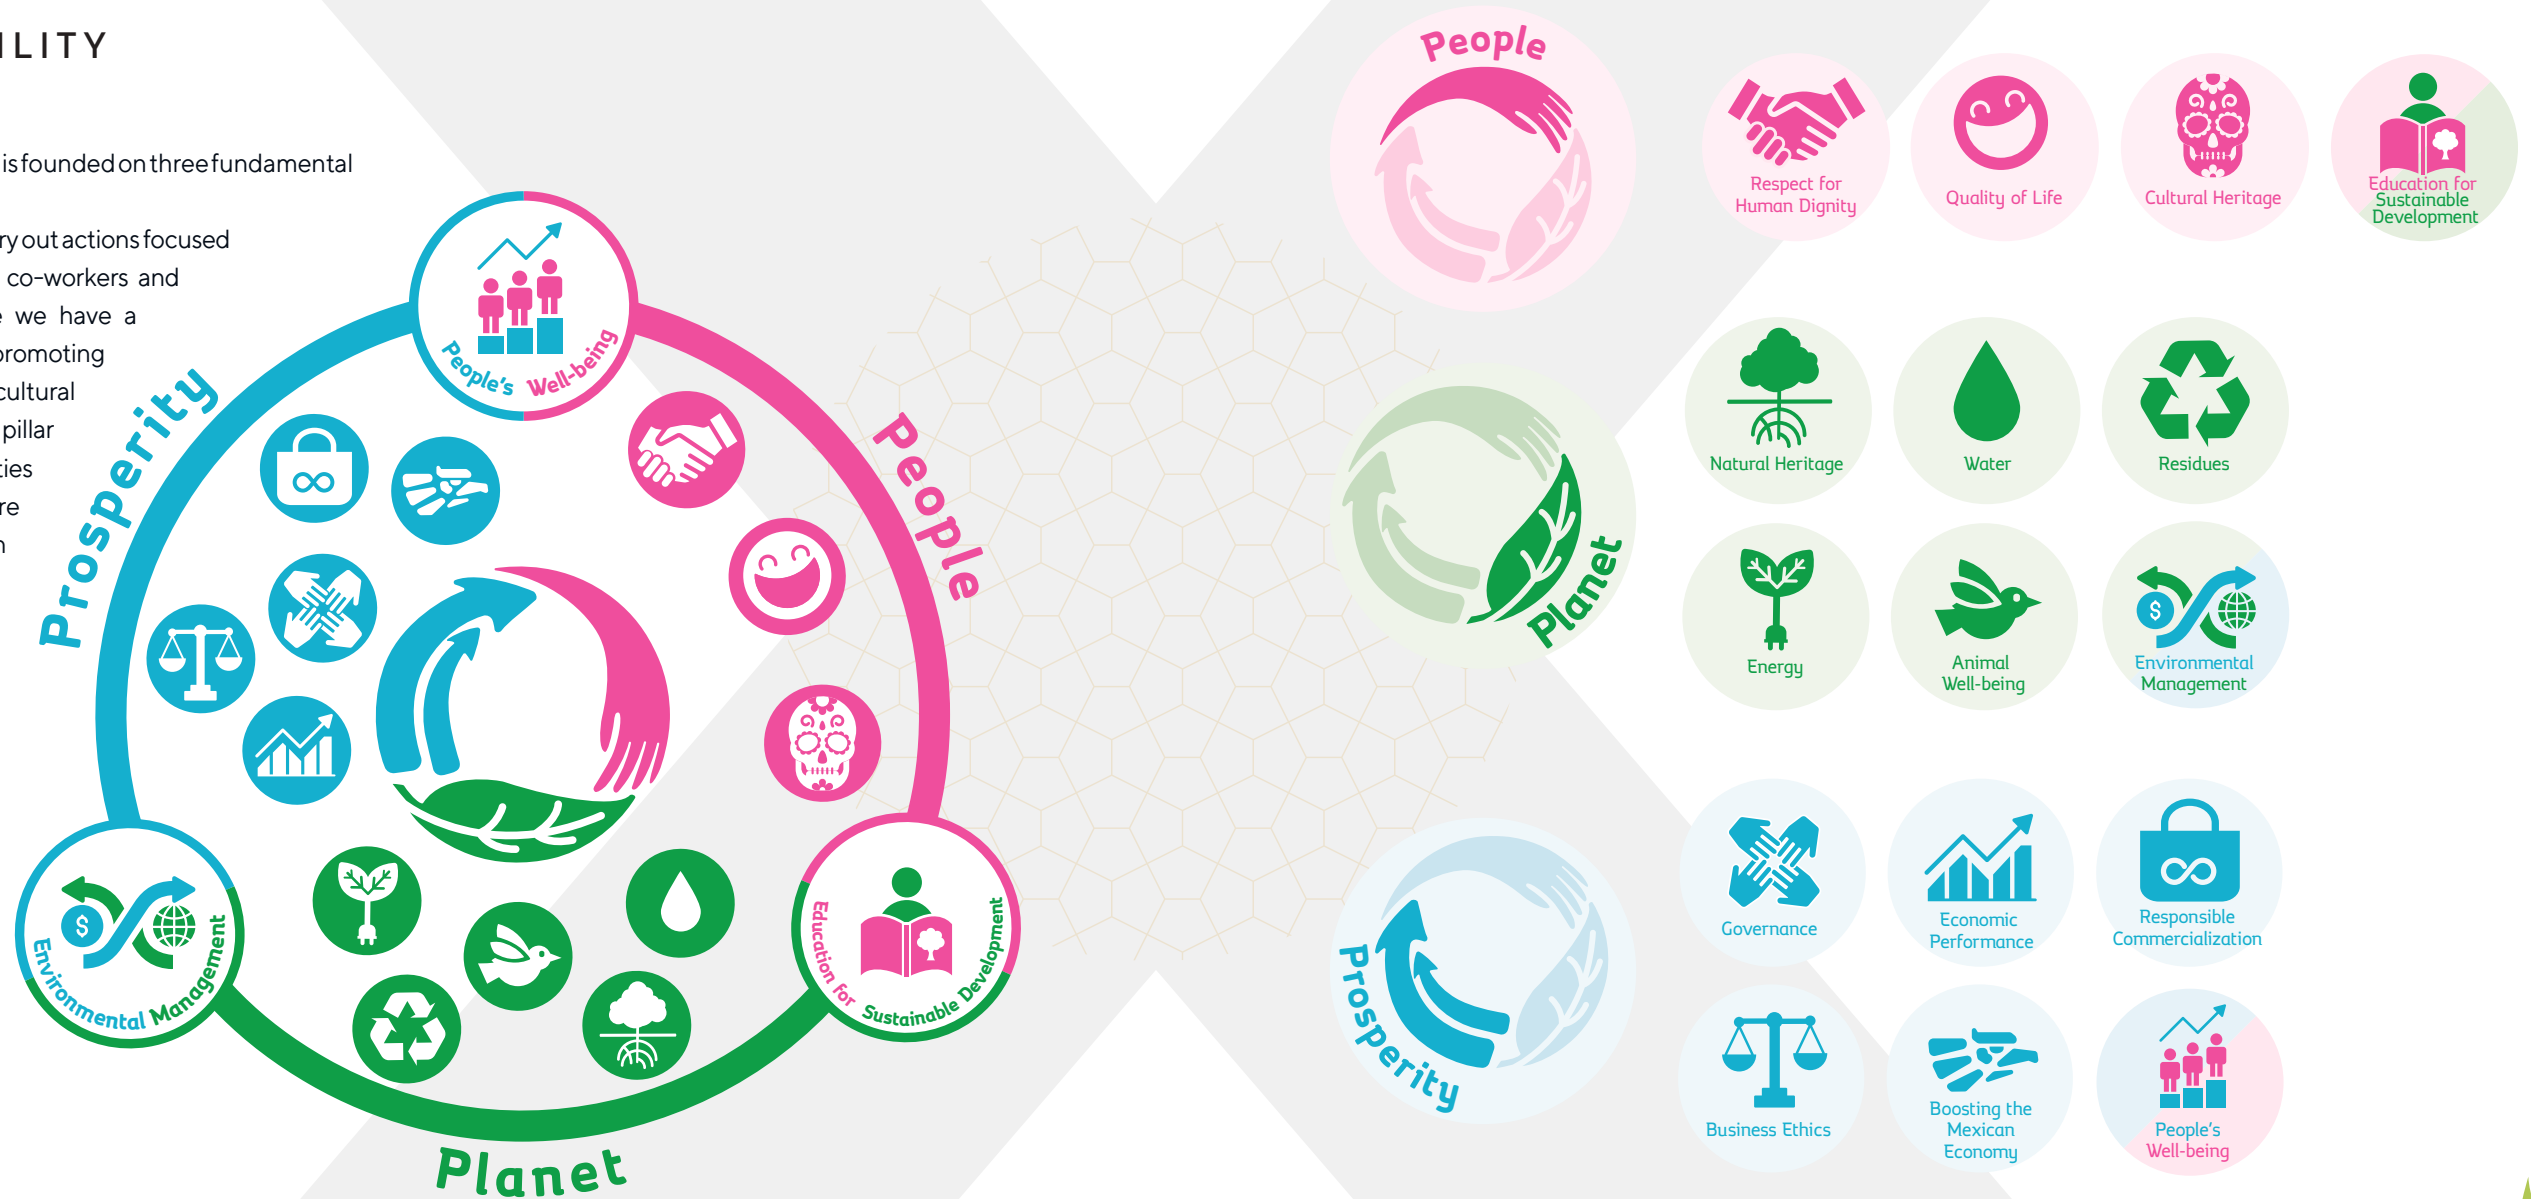 ILITY
is founded on three fundamental
ry out actions focused
co-workers and
we have a
promoting
cultural
pillar
ties
re
People's Well-being
Prosperity
People
Environmental Management
Education for Sustainable Development
Planet
$
People
Respect for
Human Dignity
Quality of Life
Cultural Heritage
Education for
Sustainable
Development
Planet
Natural Heritage
Water
Residues
Energy
Animal
Well-being
$
Environmental
Management
Prosperity
Governance
Economic
Performance
Responsible
Commercialization
Business Ethics
Boosting the
Mexican
Economy
People's
Well-being